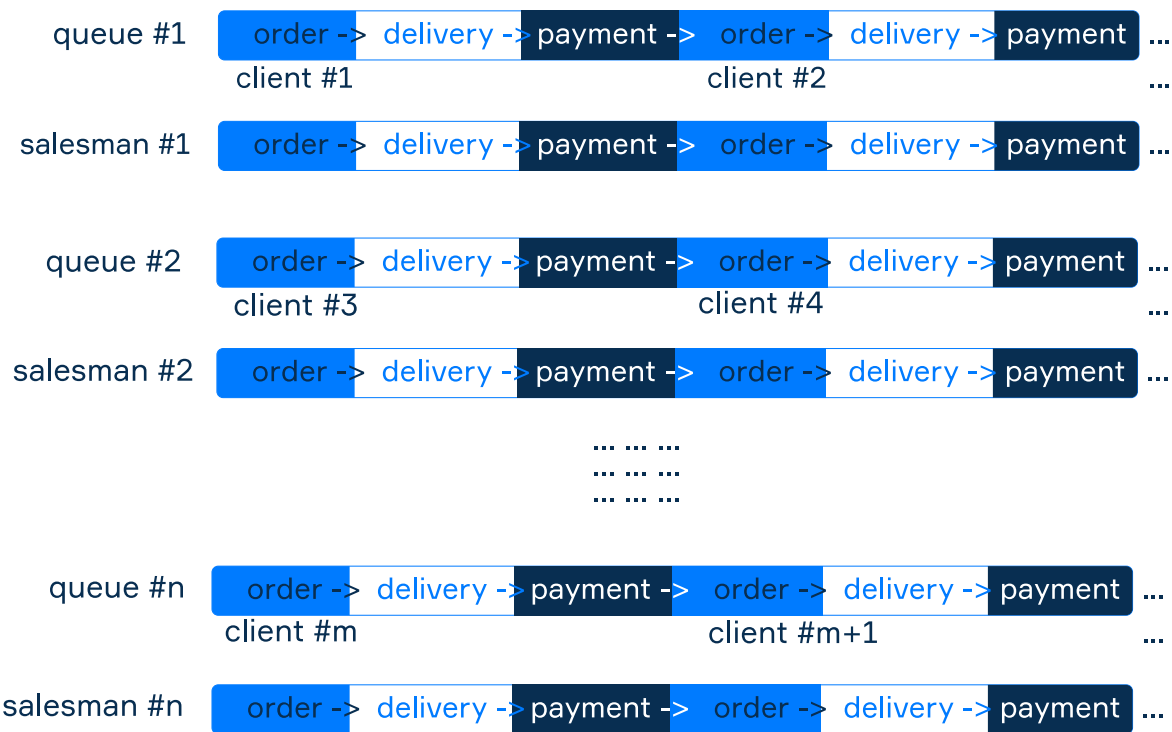 queue #1 order -> delivery -> payment -> order -> delivery -> payment ...
client #1 client #2 ...
salesman #1 order -> delivery -> payment -> order -> delivery -> payment ...
queue #2 order -> delivery -> payment -> order -> delivery -> payment ...
client #3 client #4 ...
salesman #2 order -> delivery -> payment -> order -> delivery -> payment ...
... ... ...
... ... ...
... ... ...
queue #n order -> delivery -> payment -> order -> delivery -> payment ...
client #m client #m+1 ...
salesman #n order -> delivery -> payment -> order -> delivery -> payment ...